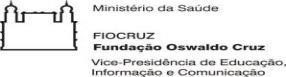 Ministério da Saúde
FIOCRUZ
Fundação Oswaldo Cruz
Vice-Presidência de Educação,
Informação e Comunicação